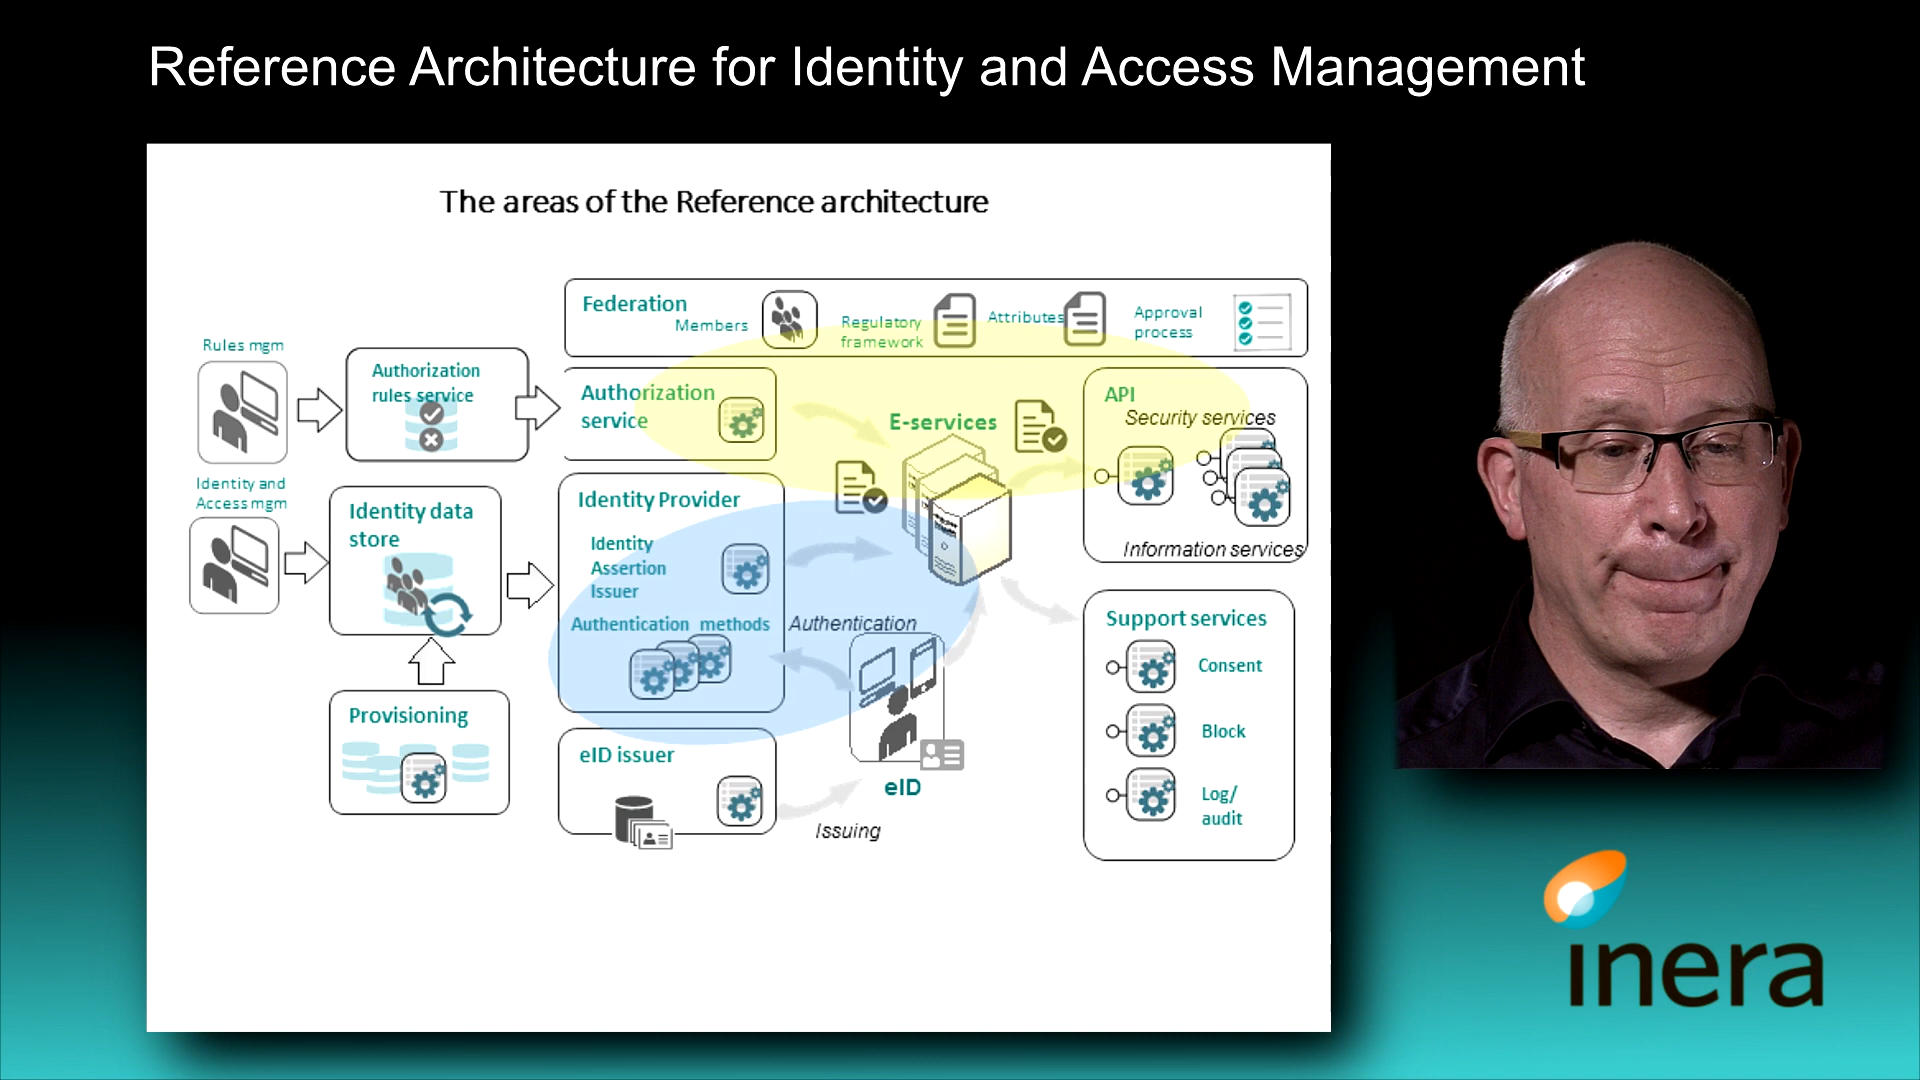 Reference Architecture for Identity and Access Management
The areas of the Reference architecture
Federation
Members
Regulatory
framework
Attributes
Approval
process
Rules mgm
Authorization
rules service
Authorization
service
E-services
API
Security services
Information services
Identity and
Access mgm
Identity data
store
Identity Provider
Identity
Assertion
Issuer
Authentication methods
Authentication
Support services
Consent
Block
Log/
audit
Provisioning
eID issuer
eID
Issuing
inera